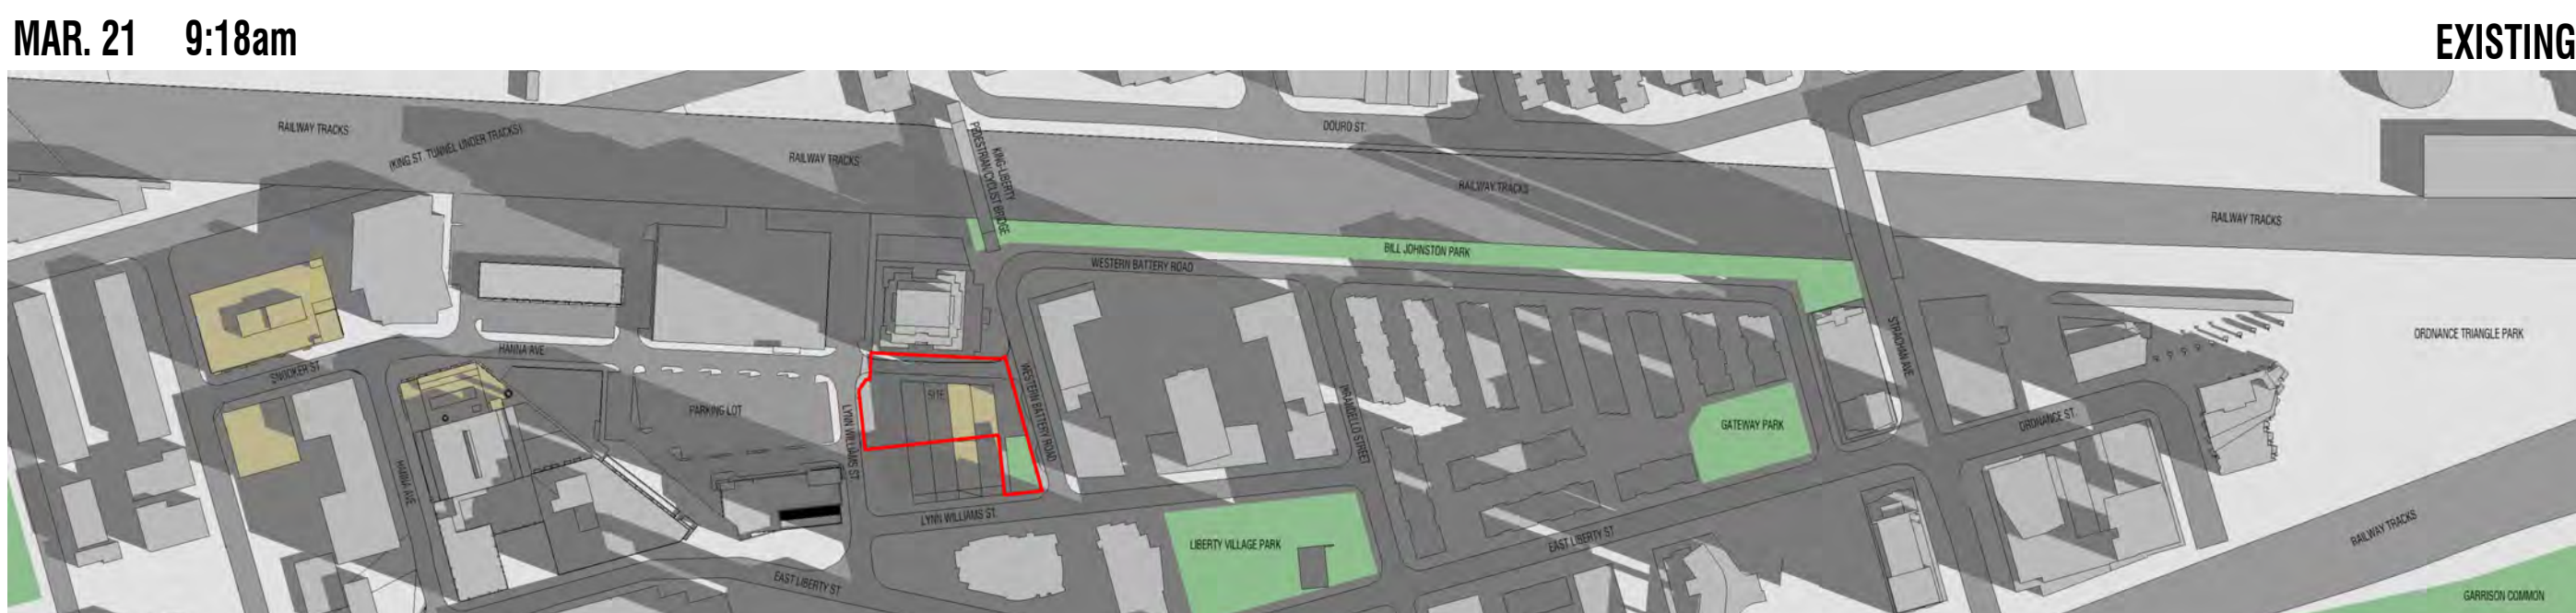 MAR. 21 9:18am
EXISTING
RAILWAY TRACKS
(KING ST. TUNNEL UNDER TRACKS)
RAILWAY TRACKS
KING-LIBERTY
PEDESTRIAN/CYCLIST BRIDGE
DOURO ST.
RAILWAY TRACKS
RAILWAY TRACKS
BILL JOHNSTON PARK
WESTERN BATTERY ROAD
STRACHAN AVE.
ORDNANCE TRIANGLE PARK
HANNA AVE.
SNOOKER ST.
SITE
WESTERN BATTERY ROAD
PIRANDELLO STREET
PARKING LOT
LYNN WILLIAMS ST.
GATEWAY PARK
ORDNANCE ST.
HANNA AVE.
LYNN WILLIAMS ST.
LIBERTY VILLAGE PARK
EAST LIBERTY ST.
RAILWAY TRACKS
EAST LIBERTY ST.
GARRISON COMMON